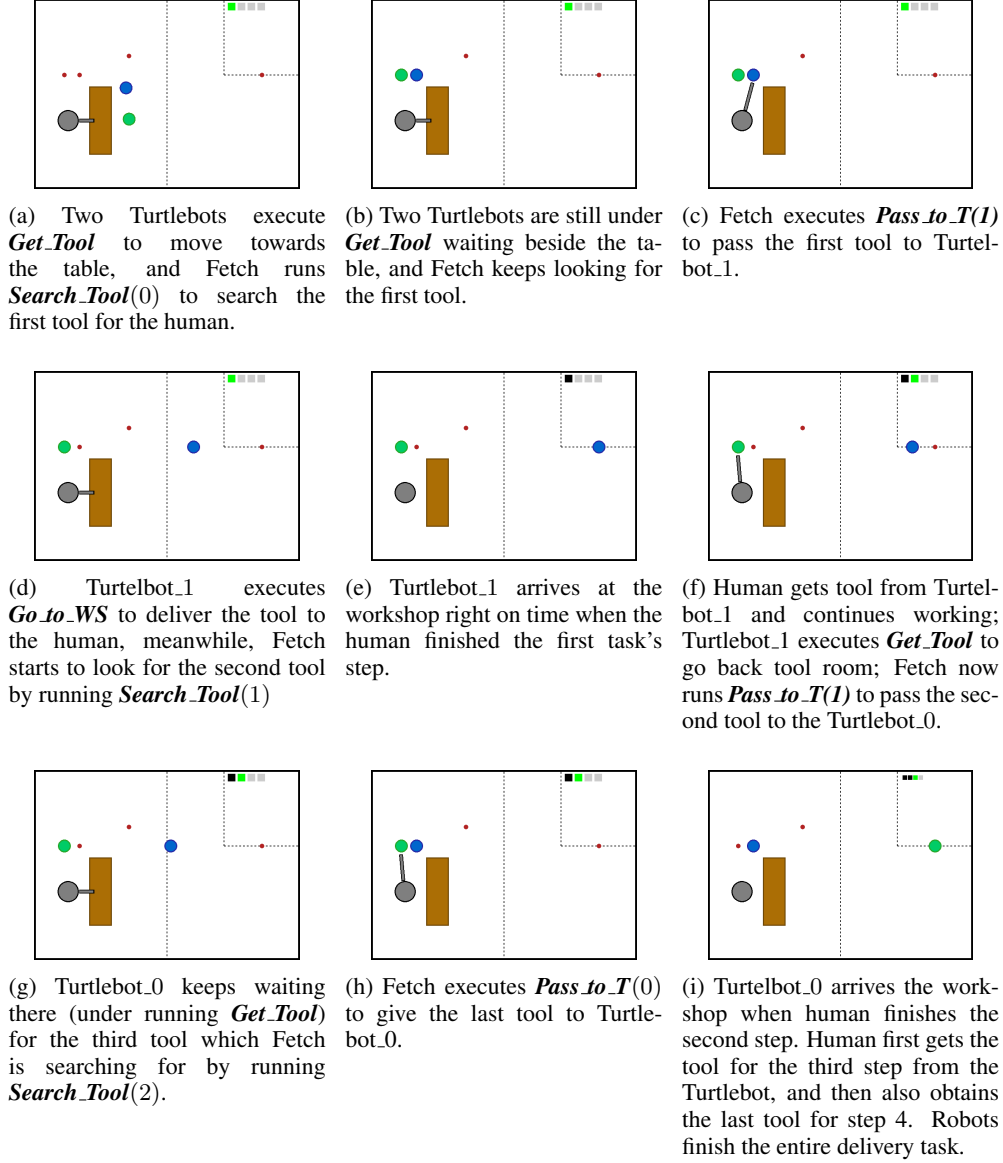 (a) Two Turtlebots execute
Get_Tool to move towards
the table, and Fetch runs
Search_Tool(0) to search the
first tool for the human.
(b) Two Turtlebots are still under
Get_Tool waiting beside the ta-
ble, and Fetch keeps looking for
the first tool.
(c) Fetch executes Pass_to_T(1)
to pass the first tool to Turtel-
bot_1.
(d) Turtelbot_1 executes
Go_to_WS to deliver the tool to
the human, meanwhile, Fetch
starts to look for the second tool
by running Search_Tool(1)
(e) Turtlebot_1 arrives at the
workshop right on time when the
human finished the first task's
step.
(f) Human gets tool from Turtel-
bot_1 and continues working;
Turtlebot_1 executes Get_Tool to
go back tool room; Fetch now
runs Pass_to_T(1) to pass the sec-
ond tool to the Turtlebot_0.
(g) Turtlebot_0 keeps waiting
there (under running Get_Tool)
for the third tool which Fetch
is searching for by running
Search_Tool(2).
(h) Fetch executes Pass_to_T(0)
to give the last tool to Turtle-
bot_0.
(i) Turtelbot_0 arrives the work-
shop when human finishes the
second step. Human first gets the
tool for the third step from the
Turtlebot, and then also obtains
the last tool for step 4. Robots
finish the entire delivery task.